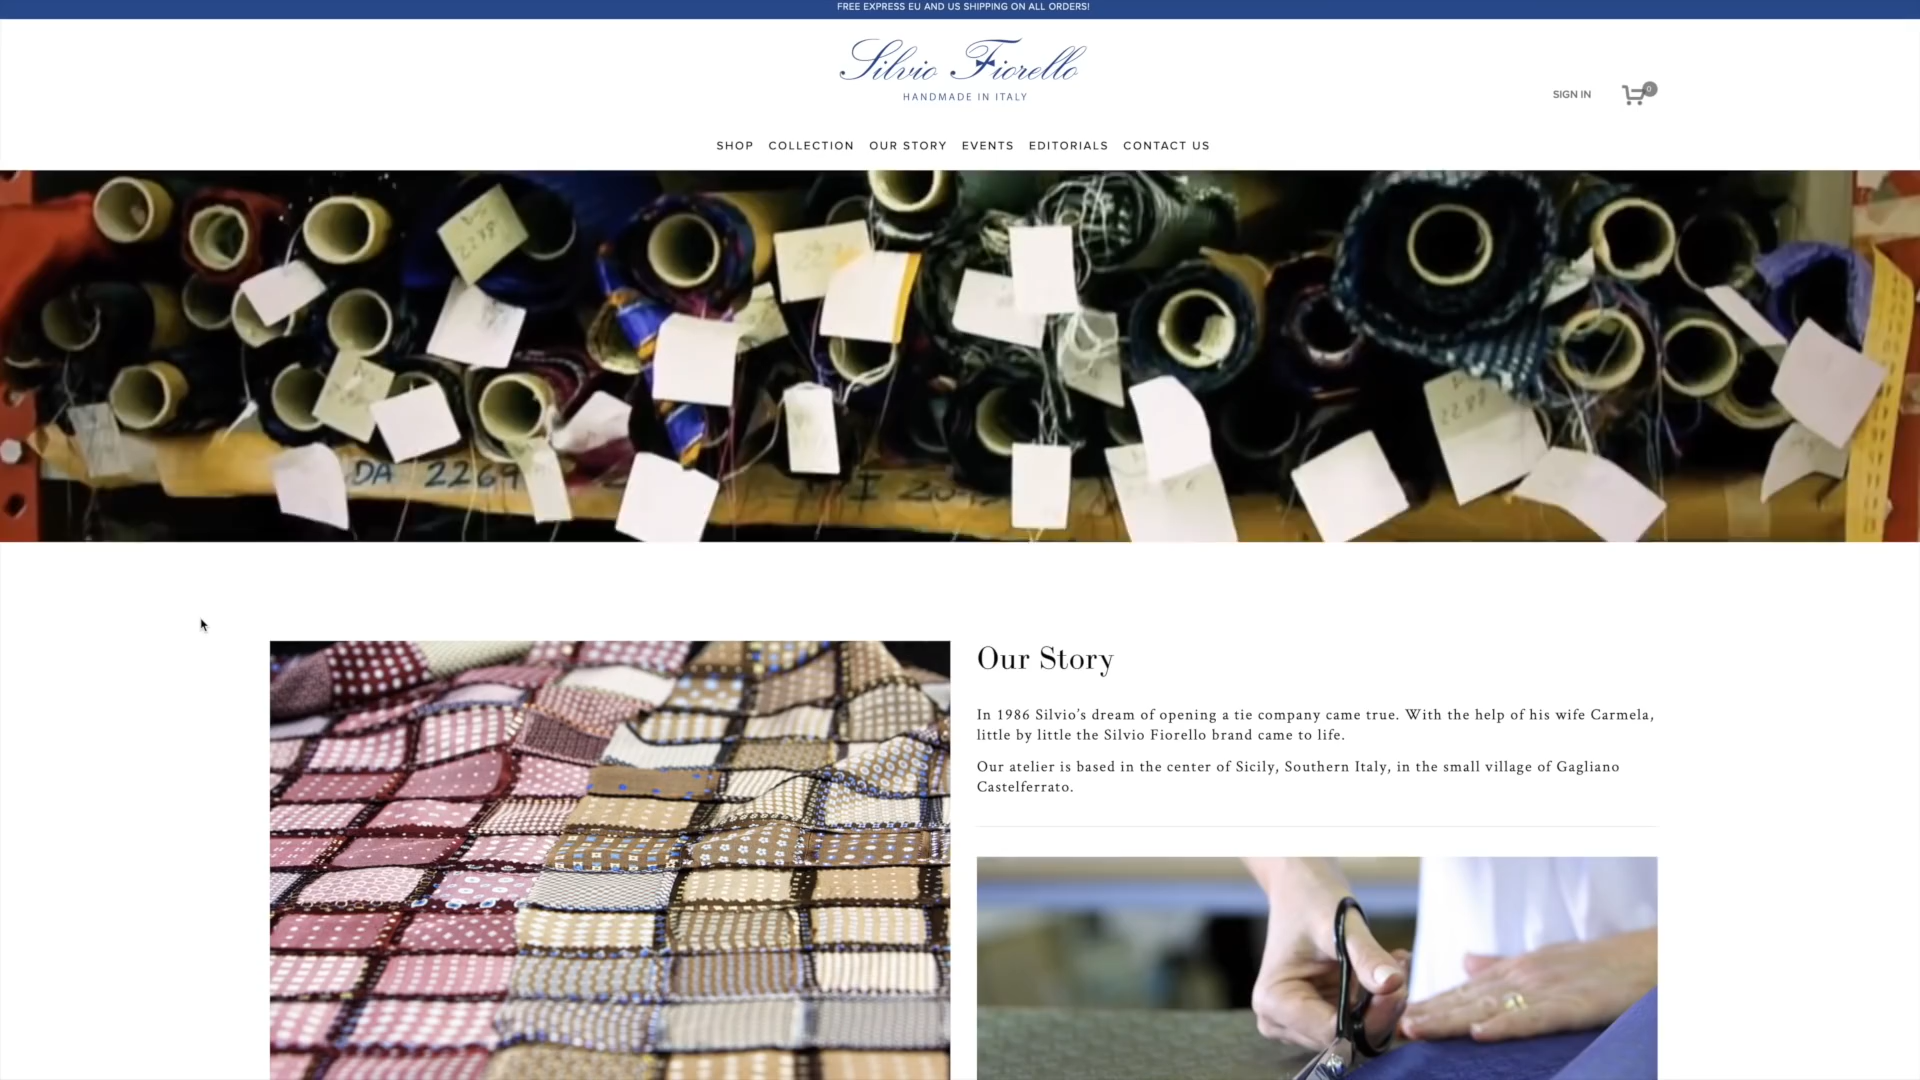 FREE EXPRESS EU AND US SHIPPING ON ALL ORDERS!
Silvio Fiorello
HANDMADE IN ITALY
SIGN IN
0
SHOP COLLECTION OUR STORY EVENTS EDITORIALS CONTACT US
2288
DA 2269
Our Story
In 1986 Silvio’s dream of opening a tie company came true. With the help of his wife Carmela,
little by little the Silvio Fiorello brand came to life.
Our atelier is based in the center of Sicily, Southern Italy, in the small village of Gagliano
Castelferrato.